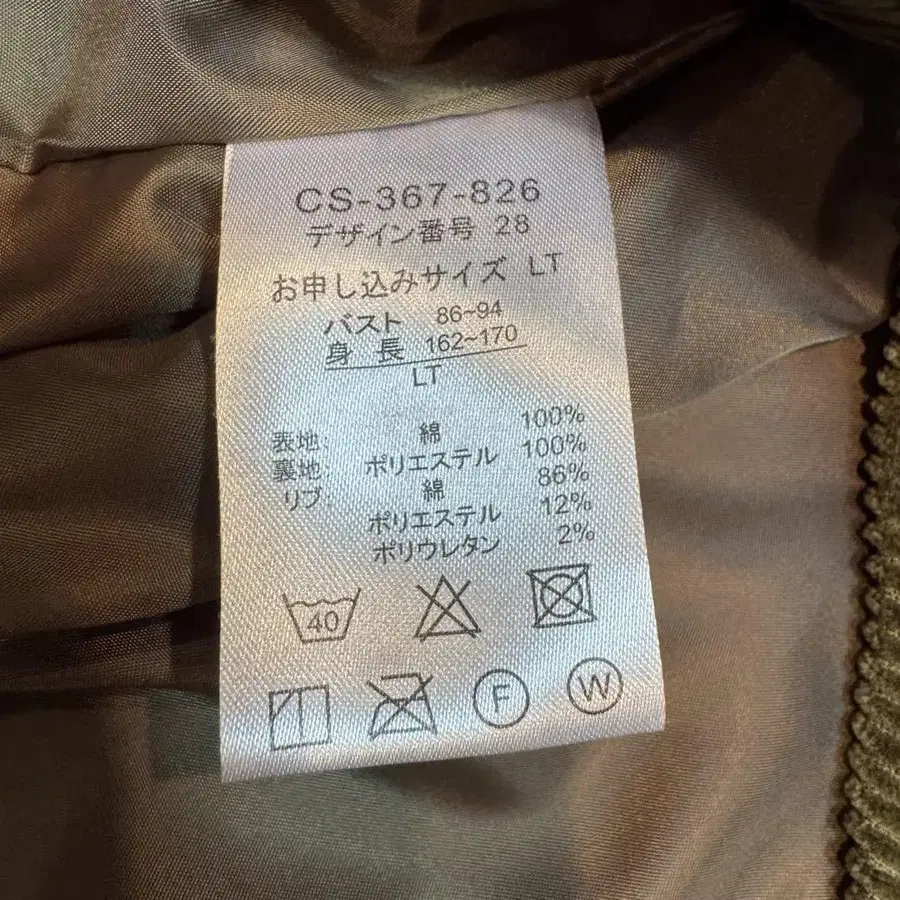 CS-367-826
デザイン番号 28
お申し込みサイズ LT
バスト 86~94
身長 162~170
LT
表地: 綿 100%
裏地: ポリエステル 100%
リブ: 綿 86%
ポリエステル 12%
ポリウレタン 2%
40
F W